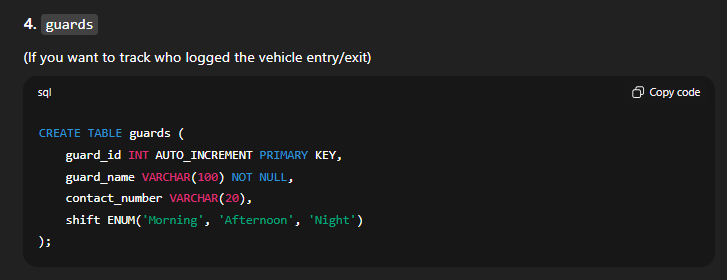 4. guards
(If you want to track who logged the vehicle entry/exit)
sql
Copy code
CREATE TABLE guards (
    guard_id INT AUTO_INCREMENT PRIMARY KEY,
    guard_name VARCHAR(100) NOT NULL,
    contact_number VARCHAR(20),
    shift ENUM('Morning', 'Afternoon', 'Night')
);